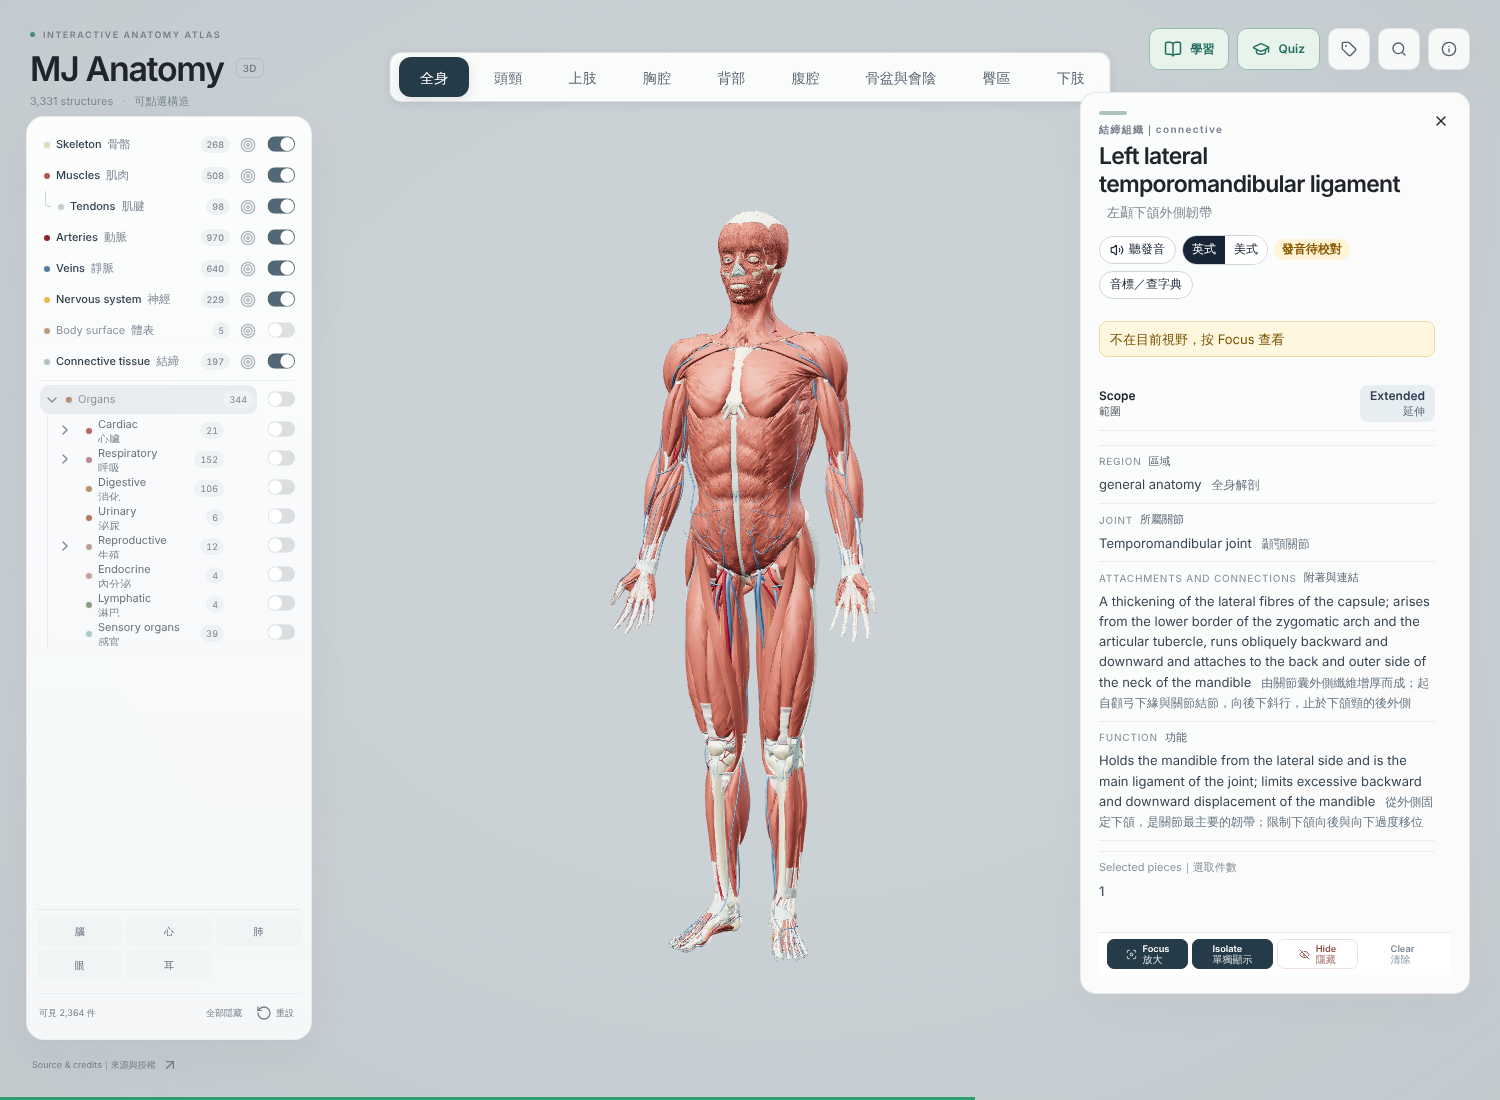 INTERACTIVE ANATOMY ATLAS
MJ Anatomy 3D
3,331 structures · 可點選構造
全身 頭頸 上肢 胸腔 背部 腹腔 骨盆與會陰 臀區 下肢
學習 Quiz
Skeleton 骨骼 268
Muscles 肌肉 508
Tendons 肌腱 98
Arteries 動脈 970
Veins 靜脈 640
Nervous system 神經 229
Body surface 體表 5
Connective tissue 結締 197
Organs 344
Cardiac 21
心臟
Respiratory 152
呼吸
Digestive 106
消化
Urinary 6
泌尿
Reproductive 12
生殖
Endocrine 4
內分泌
Lymphatic 4
淋巴
Sensory organs 39
感官
腦 心 肺
眼 耳
可見 2,364 件 全部隱藏 重設
Source & credits | 來源與授權
結締組織 | connective
Left lateral
temporomandibular ligament
左顳下頜外側韌帶
聽發音 英式 美式 發音待校對
音標／查字典
不在目前視野，按 Focus 查看
Scope Extended
範圍 延伸
REGION 區域
general anatomy 全身解剖
JOINT 所屬關節
Temporomandibular joint 顳顎關節
ATTACHMENTS AND CONNECTIONS 附著與連結
A thickening of the lateral fibres of the capsule; arises
from the lower border of the zygomatic arch and the
articular tubercle, runs obliquely backward and
downward and attaches to the back and outer side of
the neck of the mandible 由關節囊外側纖維增厚而成；起
自顴弓下緣與關節結節，向後下斜行，止於下頜頸的後外側
FUNCTION 功能
Holds the mandible from the lateral side and is the
main ligament of the joint; limits excessive backward
and downward displacement of the mandible 從外側固
定下頜，是關節最主要的韌帶；限制下頜向後與向下過度移位
Selected pieces | 選取件數
1
Focus Isolate Hide Clear
放大 單獨顯示 隱藏 清除